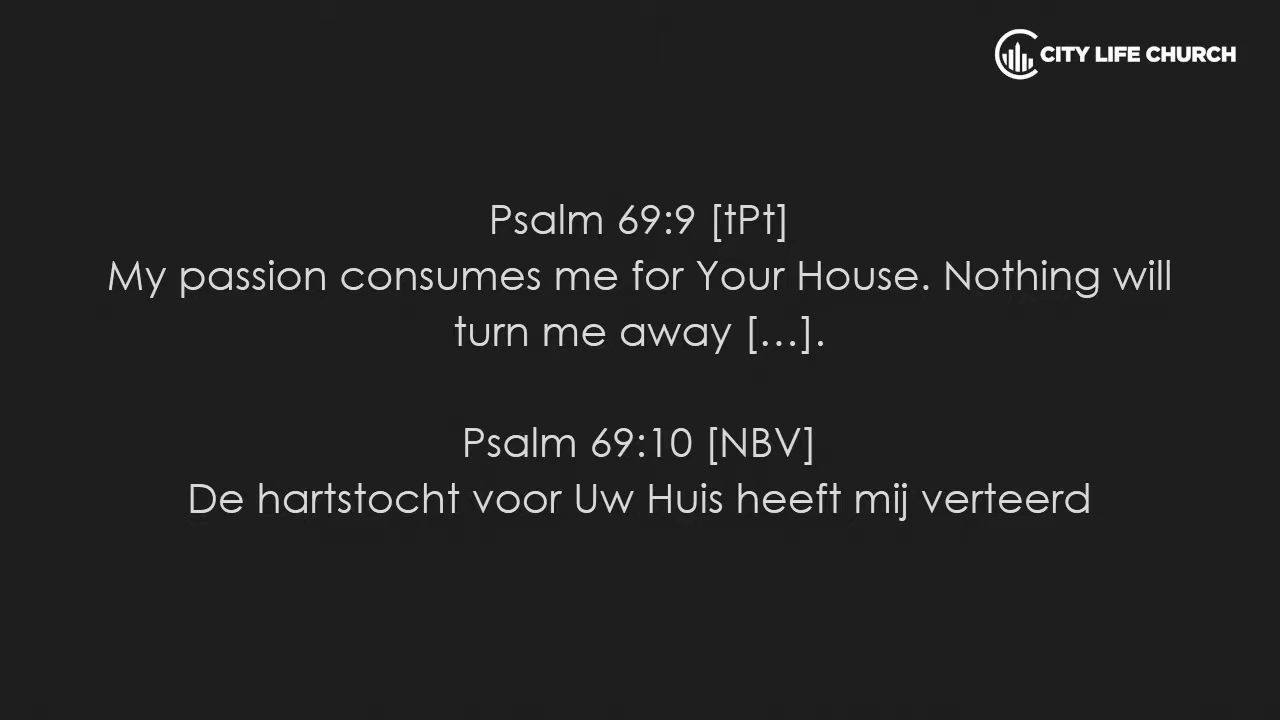 CITY LIFE CHURCH
Psalm 69:9 [tPt]
My passion consumes me for Your House. Nothing will
turn me away [...].
Psalm 69:10 [NBV]
De hartstocht voor Uw Huis heeft mij verteerd